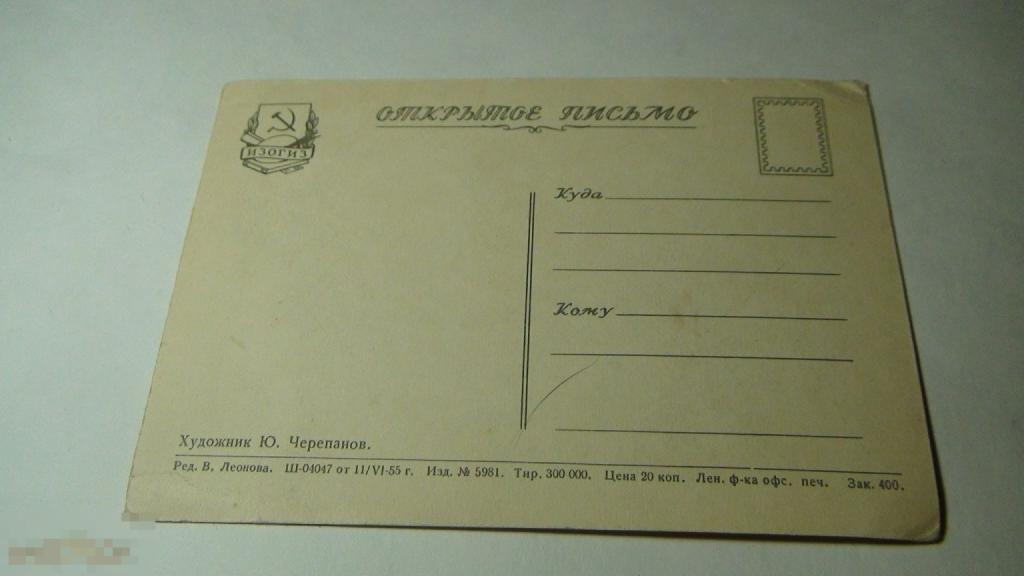 ОТКРЫТОЕ ПИСЬМО
ИЗОГИЗ
Куда
Кому
Художник Ю. Черепанов.
Ред. В. Леонова. Ш-04047 от 11/VI-55 г. Изд. № 5981. Тир. 300 000. Цена 20 коп. Лен. ф-ка офс. печ. Зак. 400.